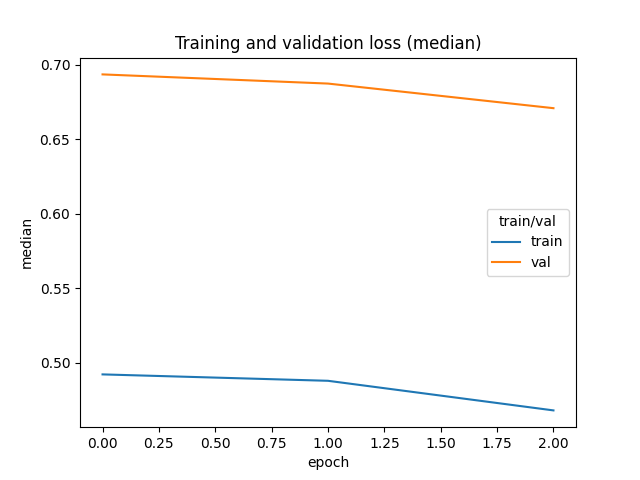 Training and validation loss (median)
0.70
0.65
0.60
0.55
0.50
median
train/val
train
val
0.00 0.25 0.50 0.75 1.00 1.25 1.50 1.75 2.00
epoch